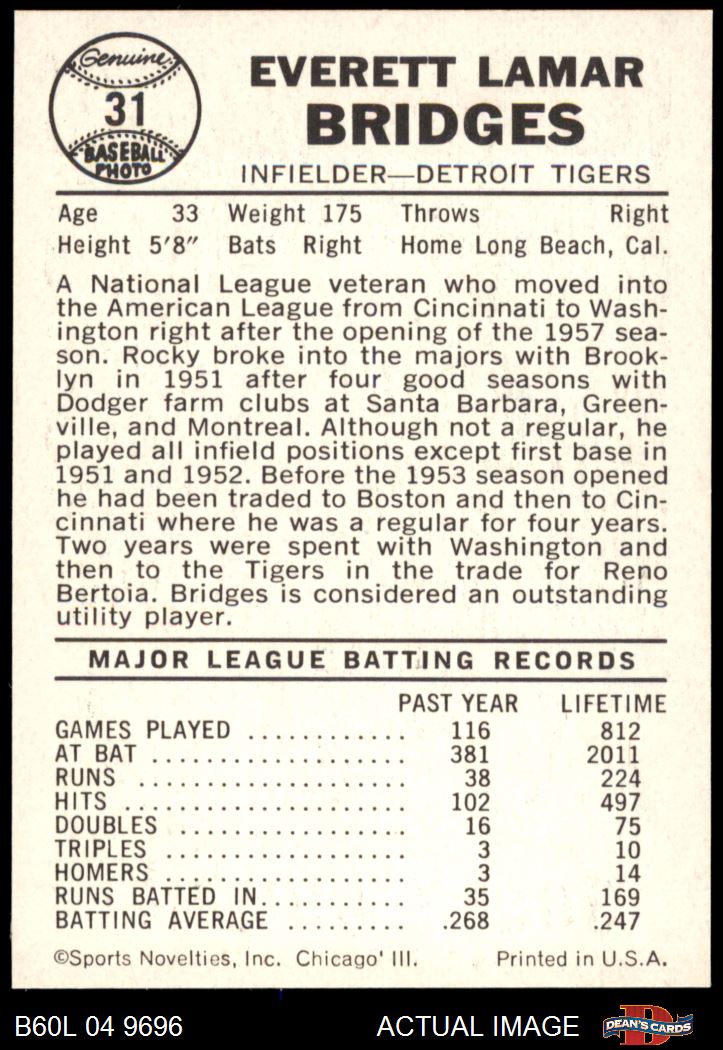 Genuine
31
BASEBALL
PHOTO
EVERETT LAMAR
BRIDGES
INFIELDER—DETROIT TIGERS
Age 33 Weight 175 Throws Right
Height 5'8" Bats Right Home Long Beach, Cal.
A National League veteran who moved into
the American League from Cincinnati to Wash-
ington right after the opening of the 1957 sea-
son. Rocky broke into the majors with Brook-
lyn in 1951 after four good seasons with
Dodger farm clubs at Santa Barbara, Green-
ville, and Montreal. Although not a regular, he
played all infield positions except first base in
1951 and 1952. Before the 1953 season opened
he had been traded to Boston and then to Cin-
cinnati where he was a regular for four years.
Two years were spent with Washington and
then to the Tigers in the trade for Reno
Bertoia. Bridges is considered an outstanding
utility player.
MAJOR LEAGUE BATTING RECORDS
PAST YEAR LIFETIME
GAMES PLAYED ............ 116 812
AT BAT ................... 381 2011
RUNS .................... 38 224
HITS ..................... 102 497
DOUBLES ................. 16 75
TRIPLES .................. 3 10
HOMERS .................. 3 14
RUNS BATTED IN........... 35 169
BATTING AVERAGE ......... .268 .247
©Sports Novelties, Inc. Chicago' Ill. Printed in U.S.A.
B60L 04 9696 ACTUAL IMAGE DEAN'S CARDS